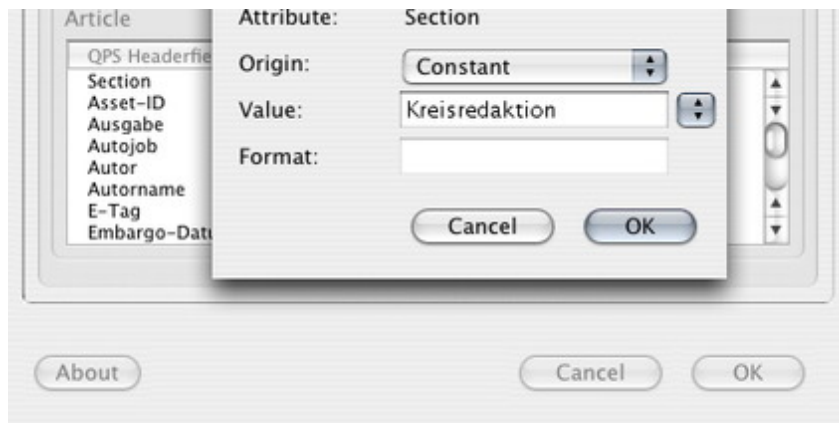 Article
Attribute: Section
QPS Headerfie
Origin: Constant
Section
Asset-ID
Value: Kreisredaktion
Ausgabe
Autojob
Format:
Autor
Autorname
E-Tag
Cancel OK
Embargo-Datu
About Cancel OK